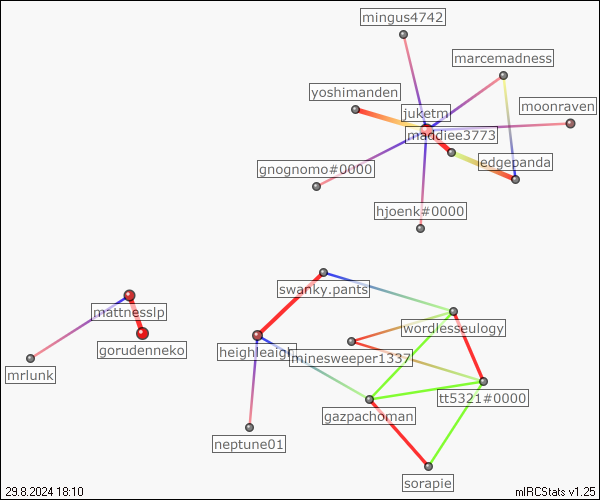 mingus4742
marcemadness
yoshimanden
moonraven
juketm
maddiee3773
edgepanda
gnognomo#0000
hjoenk#0000
swanky.pants
mattnesslp
wordlesseulogy
gorudenneko
heighleaigh
minesweeper1337
mrlunk
tt5321#0000
gazpachoman
neptune01
sorapie
29.8.2024 18:10
mIRCStats v1.25